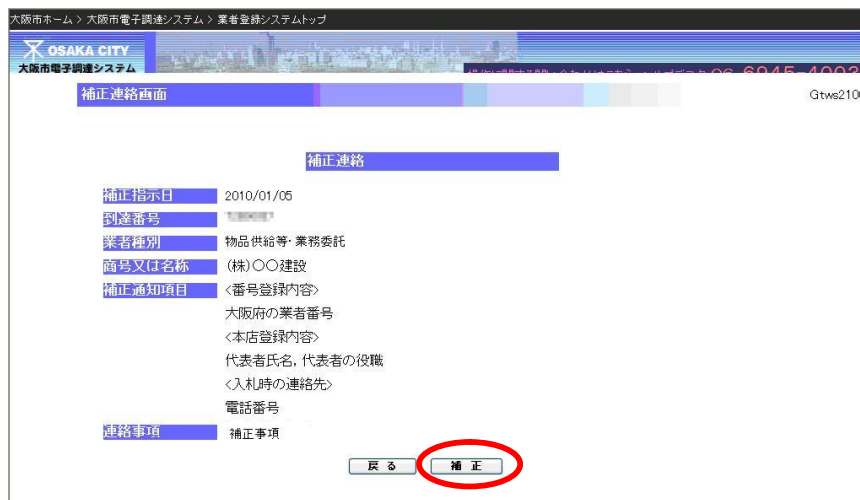 大阪市ホーム > 大阪市電子調達システム > 業者登録システムトップ
OSAKA CITY
大阪市電子調達システム
06-6945-4003
補正連絡画面
Gtws210
補正連絡
補正指示日 2010/01/05
到達番号
業者種別 物品供給等・業務委託
商号又は名称 (株)〇〇建設
補正通知項目 <番号登録内容>
大阪府の業者番号
<本店登録内容>
代表者氏名, 代表者の役職
<入札時の連絡先>
電話番号
連絡事項 補正事項
戻る 補正